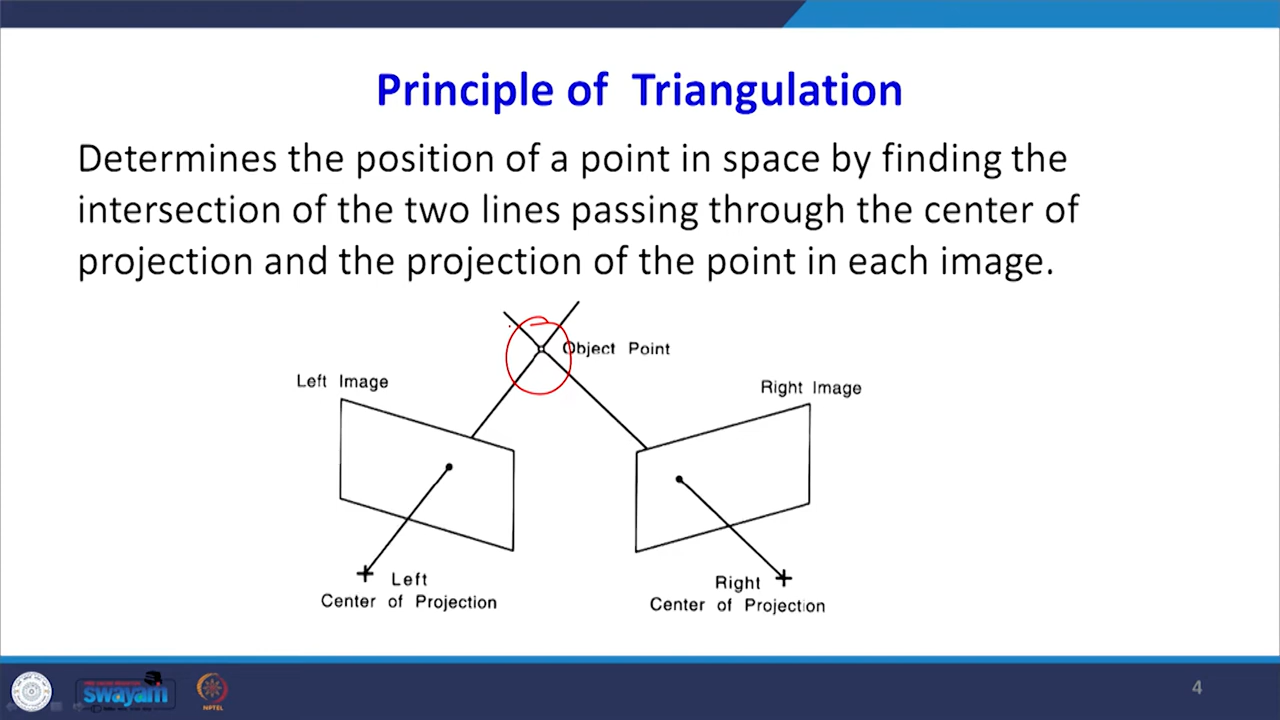 Principle of Triangulation
Determines the position of a point in space by finding the
intersection of the two lines passing through the center of
projection and the projection of the point in each image.
Object Point
Left Image
Right Image
Left
Center of Projection
Right
Center of Projection
swayam
NPTEL
4